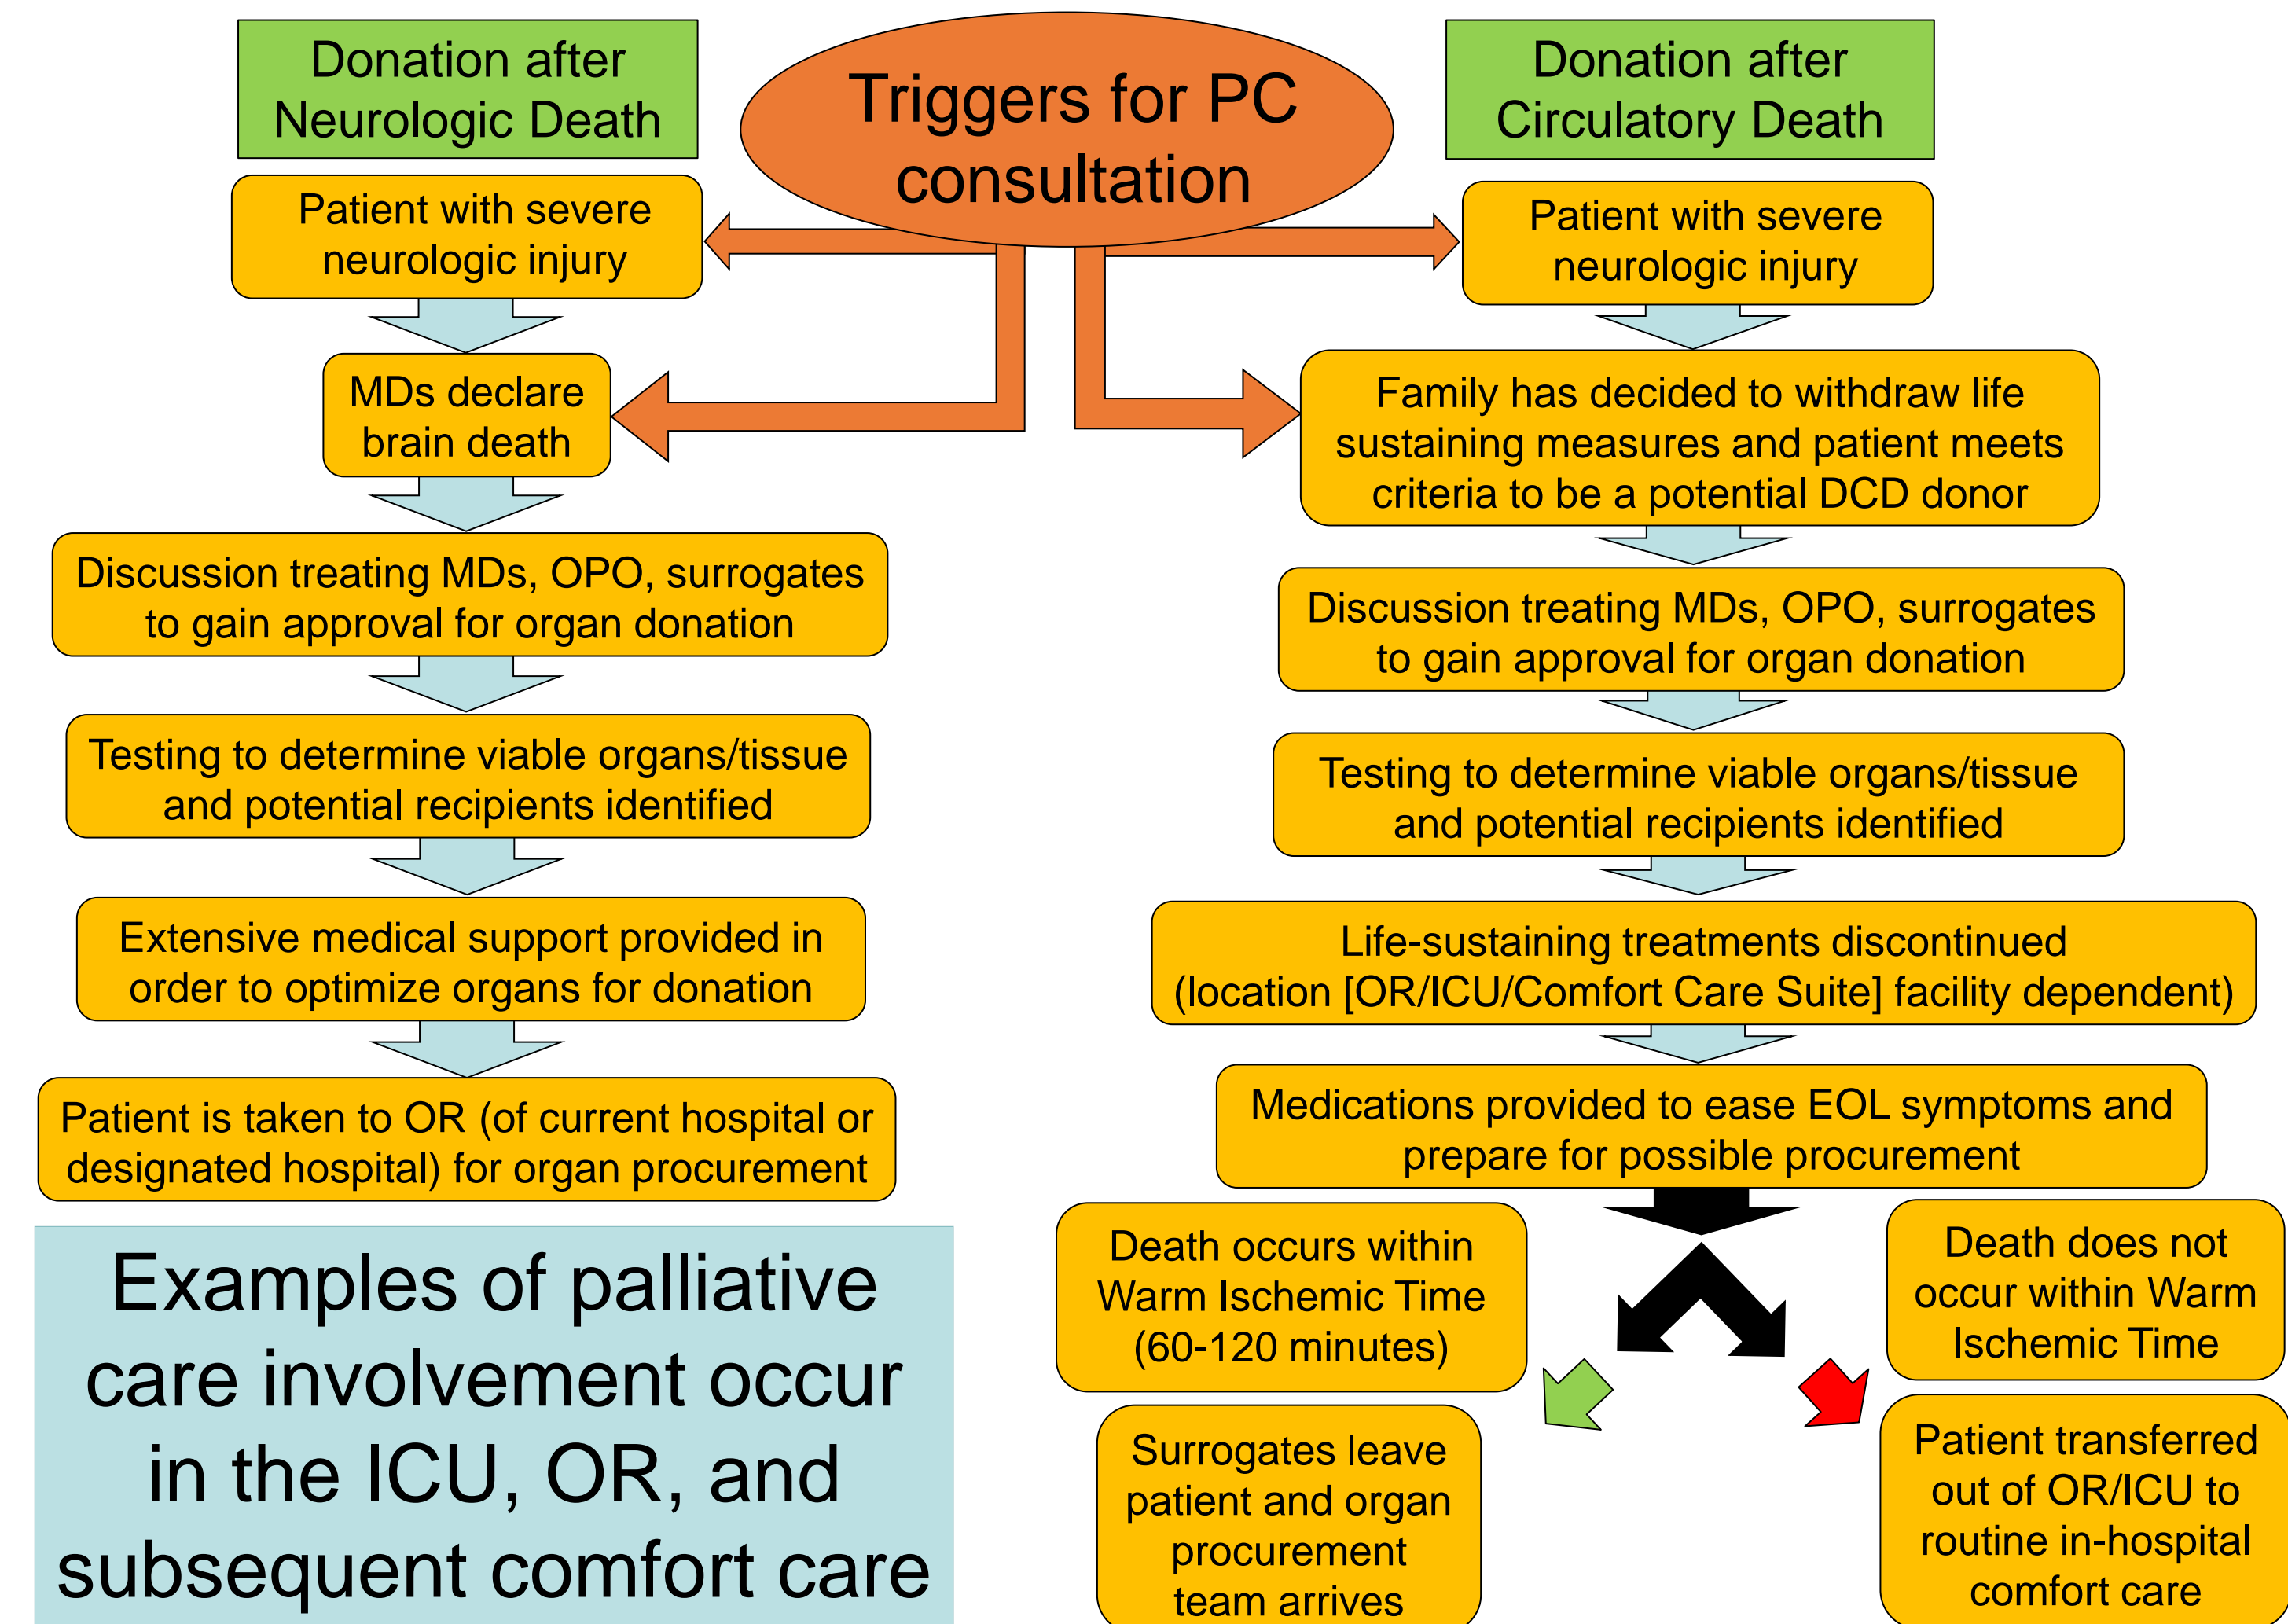 Donation after
Neurologic Death
Triggers for PC
consultation
Donation after
Circulatory Death
Patient with severe
neurologic injury
MDs declare
brain death
Discussion treating MDs, OPO, surrogates
to gain approval for organ donation
Testing to determine viable organs/tissue
and potential recipients identified
Extensive medical support provided in
order to optimize organs for donation
Patient is taken to OR (of current hospital or
designated hospital) for organ procurement
Examples of palliative
care involvement occur
in the ICU, OR, and
subsequent comfort care
Patient with severe
neurologic injury
Family has decided to withdraw life
sustaining measures and patient meets
criteria to be a potential DCD donor
Discussion treating MDs, OPO, surrogates
to gain approval for organ donation
Testing to determine viable organs/tissue
and potential recipients identified
Life-sustaining treatments discontinued
(location [OR/ICU/Comfort Care Suite] facility dependent)
Medications provided to ease EOL symptoms and
prepare for possible procurement
Death occurs within
Warm Ischemic Time
(60-120 minutes)
Surrogates leave
patient and organ
procurement
team arrives
Death does not
occur within Warm
Ischemic Time
Patient transferred
out of OR/ICU to
routine in-hospital
comfort care